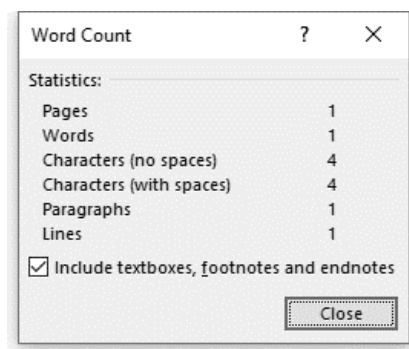 Word Count ?
Statistics:
Pages 1
Words 1
Characters (no spaces) 4
Characters (with spaces) 4
Paragraphs 1
Lines 1
Include textboxes, footnotes and endnotes
Close